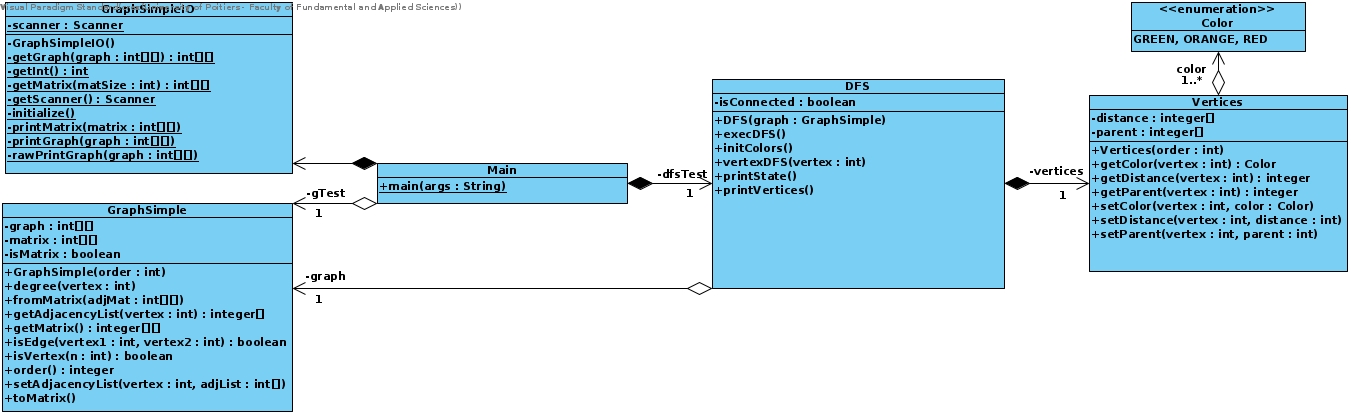 Visual Paradigm Standard of Poitiers - Faculty of Fundamental and Applied Sciences))
GraphSimpleIO
-scanner : Scanner
-GraphSimpleIO()
-getGraph(graph : int[][]) : int[][]
-getInt() : int
-getMatrix(matSize : int) : int[][]
-getScanner() : Scanner
-initialize()
-printMatrix(matrix : int[][])
-printGraph(graph : int[][])
-rawPrintGraph(graph : int[][])
Main
+main(args : String)
-gTest
1
GraphSimple
-graph : int[][]
-matrix : int[][]
-isMatrix : boolean
+GraphSimple(order : int)
+degree(vertex : int)
+fromMatrix(adjMat : int[][])
+getAdjacencyList(vertex : int) : integer[]
+getMatrix() : integer[][]
+isEdge(vertex1 : int, vertex2 : int) : boolean
+isVertex(n : int) : boolean
+order() : integer
+setAdjacencyList(vertex : int, adjList : int[])
+toMatrix()
-graph
1
-dfsTest
1
DFS
-isConnected : boolean
+DFS(graph : GraphSimple)
+execDFS()
+initColors()
+vertexDFS(vertex : int)
+printState()
+printVertices()
-vertices
1
<<enumeration>>
Color
GREEN, ORANGE, RED
color
1..*
Vertices
-distance : integer[]
-parent : integer[]
+Vertices(order : int)
+getColor(vertex : int) : Color
+getDistance(vertex : int) : integer
+getParent(vertex : int) : integer
+setColor(vertex : int, color : Color)
+setDistance(vertex : int, distance : int)
+setParent(vertex : int, parent : int)